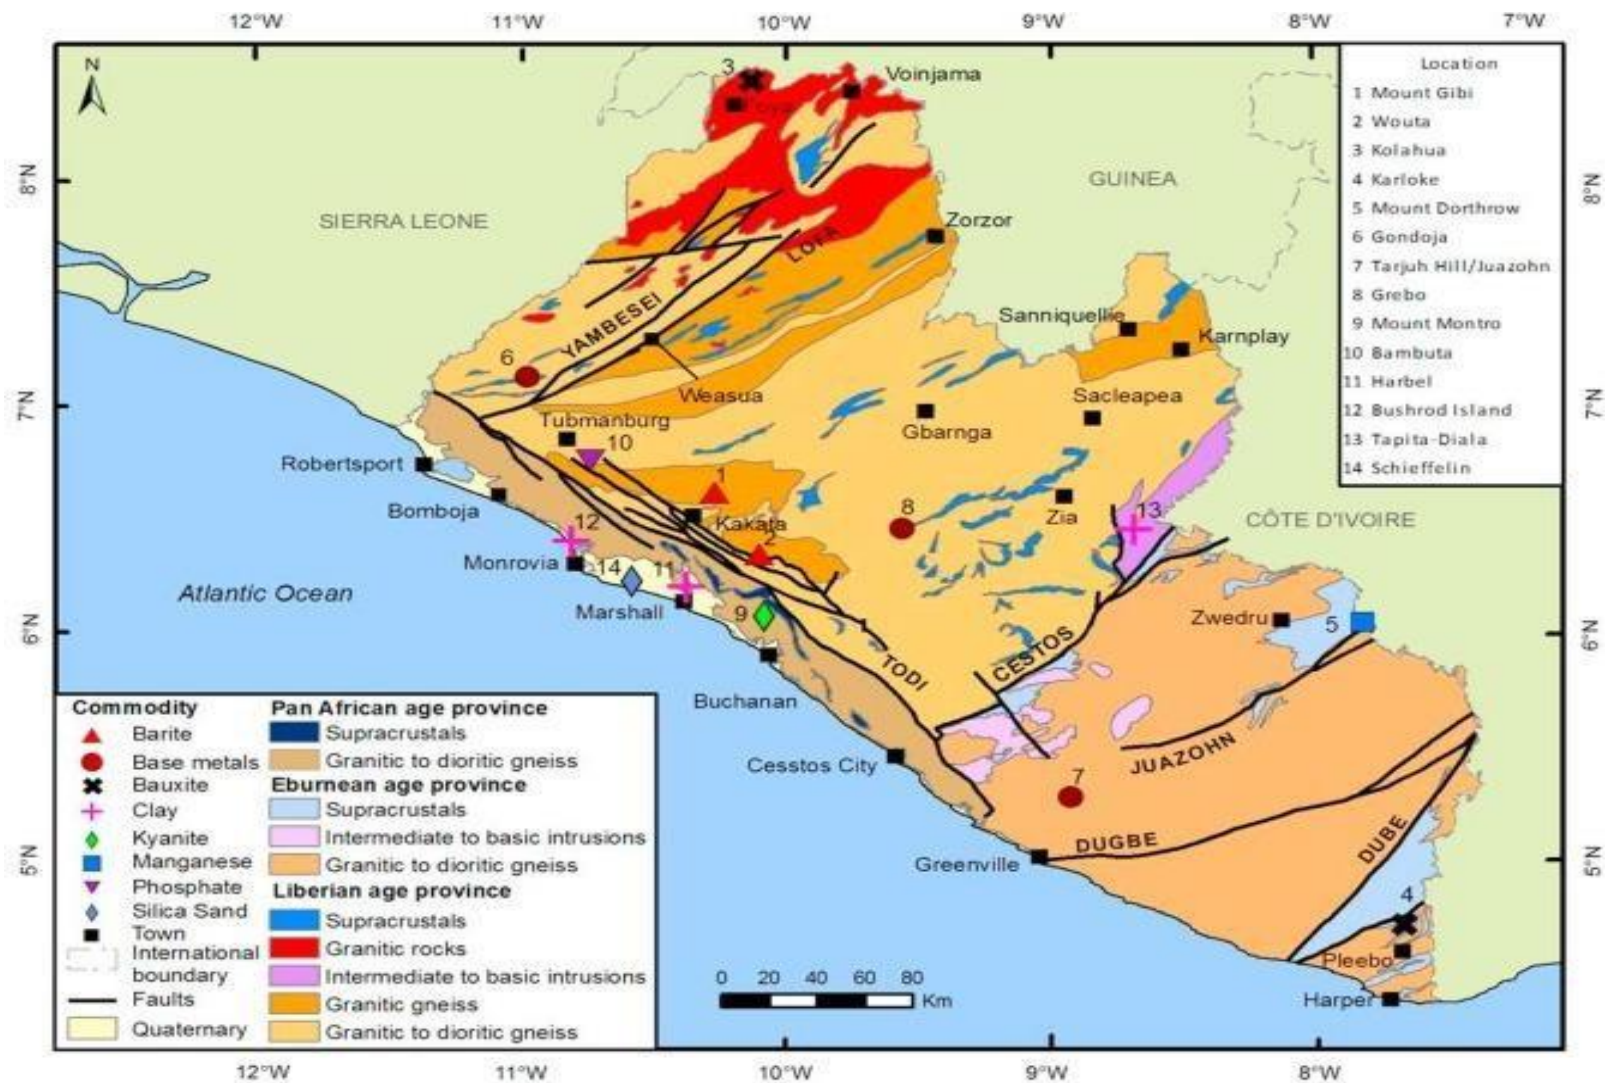 12°W 11°W 10°W 9°W 8°W 7°W
N
8°N
7°N
6°N
5°N
8°N
7°N
6°N
5°N
Location
1 Mount Gibi
2 Wouta
3 Kolahua
4 Karloke
5 Mount Dorthrow
6 Gondoja
7 Tarjuh Hill/Juazohn
8 Grebo
9 Mount Montro
10 Bambuta
11 Harbel
12 Bushrod Island
13 Tapita-Diala
14 Schieffelin
3
Voinjama
SIERRA LEONE
GUINEA
Zorzor
LOFA
YAMBESEI
Sanniquellie
Karnplay
6
Weasua
Sacleapea
Tubmanburg
10
Gbarnga
Robertsport
1
Bomboja
8
Kakata
Zia
13
CÔTE D'IVOIRE
12
2
Monrovia
14
11
Atlantic Ocean
Marshall
9
Zwedru
5
CESTOS
TODI
Buchanan
JUAZOHN
Cesstos City
7
DUGBE
DUBE
Greenville
4
Pleebo
Harper
0 20 40 60 80
Km
Commodity
Barite
Base metals
Bauxite
Clay
Kyanite
Manganese
Phosphate
Silica Sand
Town
International
boundary
Faults
Quaternary
Pan African age province
Supracrustals
Granitic to dioritic gneiss
Eburnean age province
Supracrustals
Intermediate to basic intrusions
Granitic to dioritic gneiss
Liberian age province
Supracrustals
Granitic rocks
Intermediate to basic intrusions
Granitic gneiss
Granitic to dioritic gneiss
12°W 11°W 10°W 9°W 8°W